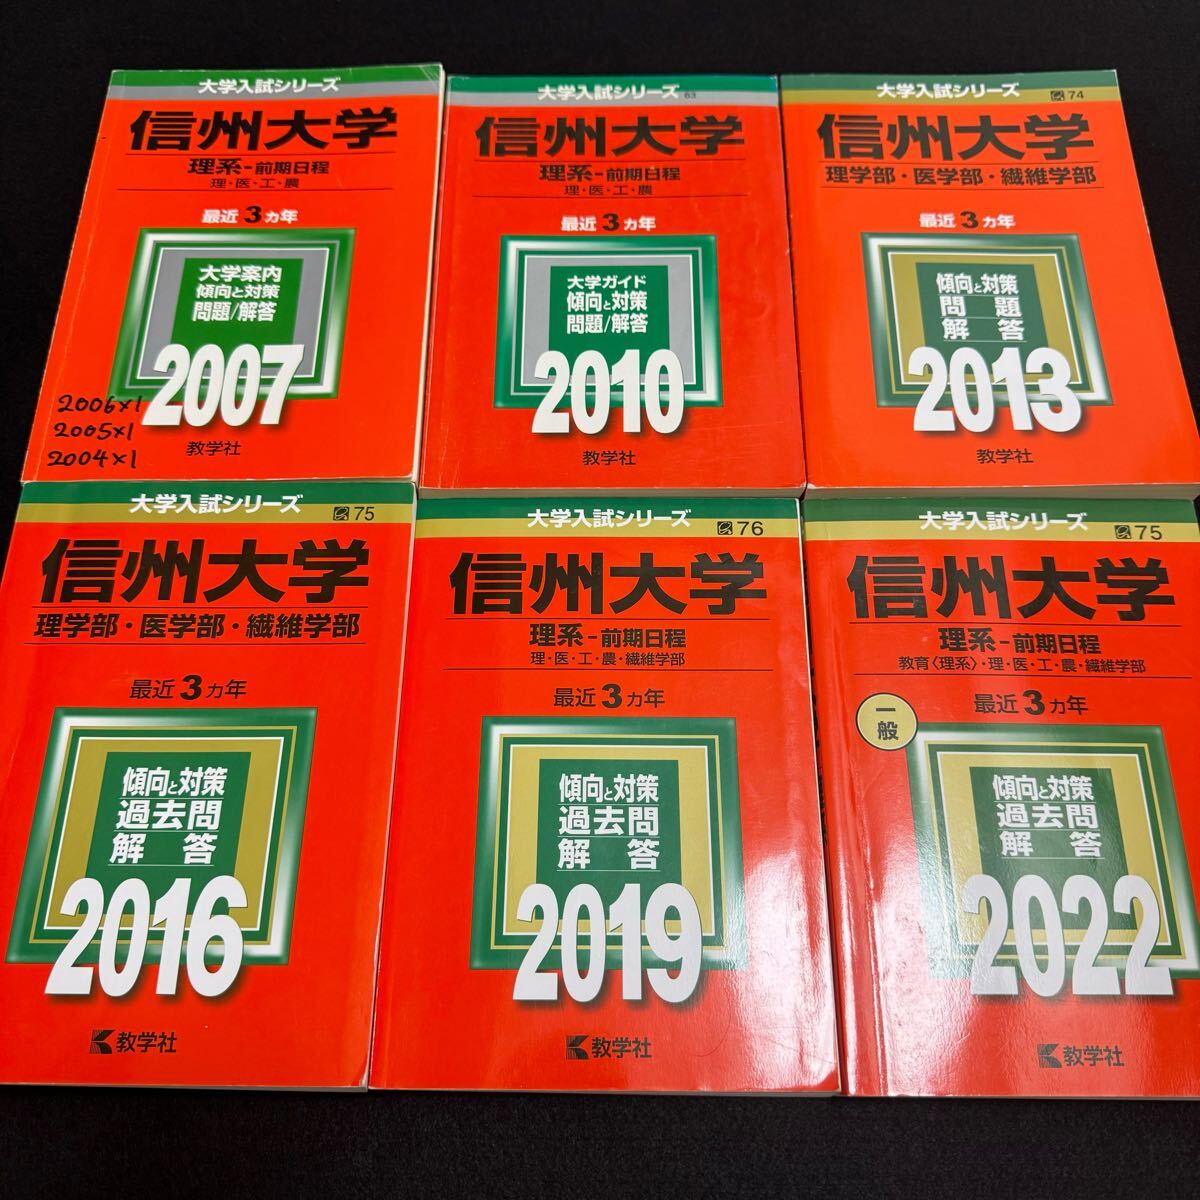 大学入試シリーズ
信州大学
理系-前期日程
理・医・工・農
最近3カ年
大学案内
傾向と対策
問題/解答
2007
2006×1
2005×1
2004×1
教学社
大学入試シリーズ
63
信州大学
理系-前期日程
理・医・工・農
最近3カ年
大学ガイド
傾向と対策
問題/解答
2010
教学社
大学入試シリーズ
74
信州大学
理学部・医学部・繊維学部
最近3カ年
傾向と対策
問題
解答
2013
教学社
大学入試シリーズ
75
信州大学
理学部・医学部・繊維学部
最近3カ年
傾向と対策
過去問
解答
2016
教学社
大学入試シリーズ
76
信州大学
理系-前期日程
理・医・工・農・繊維学部
最近3カ年
傾向と対策
過去問
解答
2019
教学社
大学入試シリーズ
75
信州大学
理系-前期日程
教育〈理系〉・理・医・工・農・繊維学部
最近3カ年
一般
傾向と対策
過去問
解答
2022
教学社